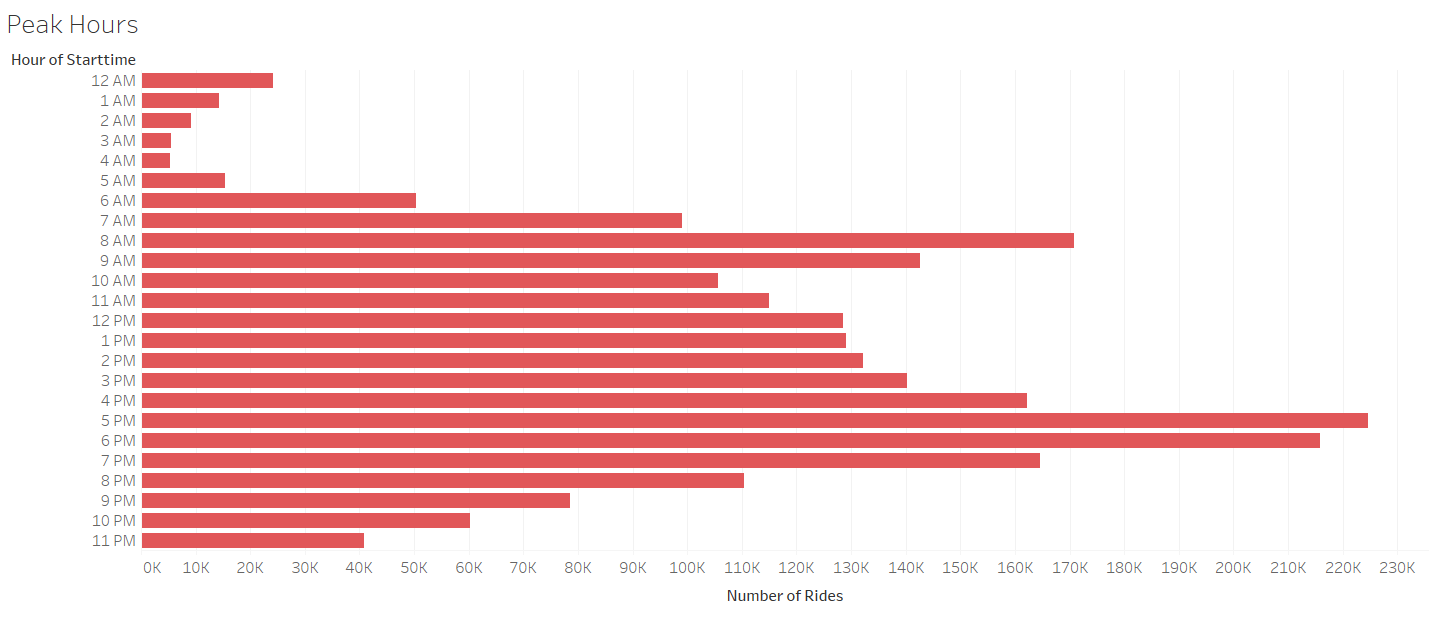 Peak Hours
Hour of Starttime
12 AM
1 AM
2 AM
3 AM
4 AM
5 AM
6 AM
7 AM
8 AM
9 AM
10 AM
11 AM
12 PM
1 PM
2 PM
3 PM
4 PM
5 PM
6 PM
7 PM
8 PM
9 PM
10 PM
11 PM
0K 10K 20K 30K 40K 50K 60K 70K 80K 90K 100K 110K 120K 130K 140K 150K 160K 170K 180K 190K 200K 210K 220K 230K
Number of Rides